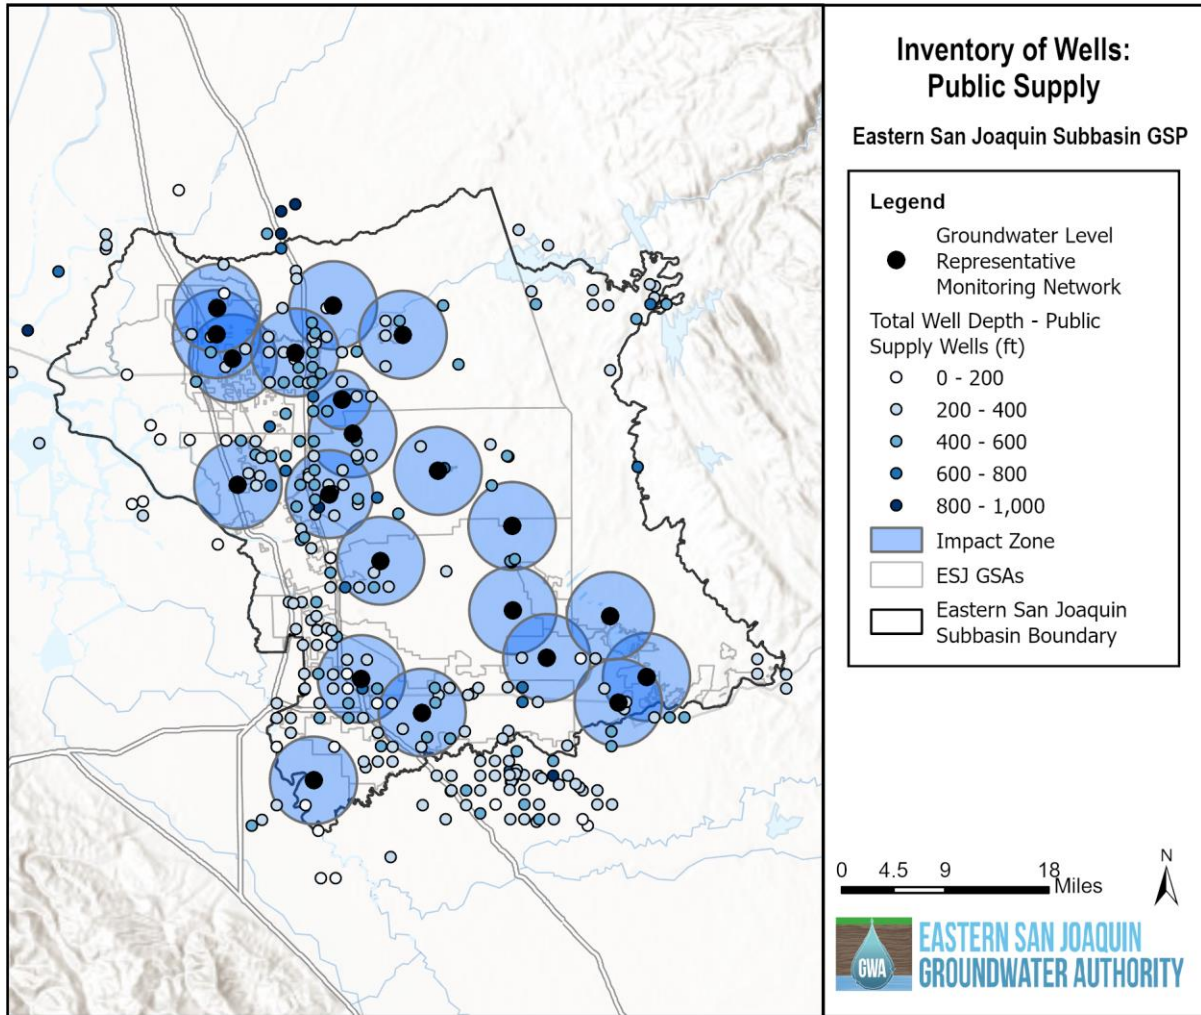 Inventory of Wells:
Public Supply
Eastern San Joaquin Subbasin GSP
Legend
Groundwater Level
Representative
Monitoring Network
Total Well Depth - Public
Supply Wells (ft)
0 - 200
200 - 400
400 - 600
600 - 800
800 - 1,000
Impact Zone
ESJ GSAs
Eastern San Joaquin
Subbasin Boundary
0 4.5 9 18
Miles
N
GWA
EASTERN SAN JOAQUIN
GROUNDWATER AUTHORITY